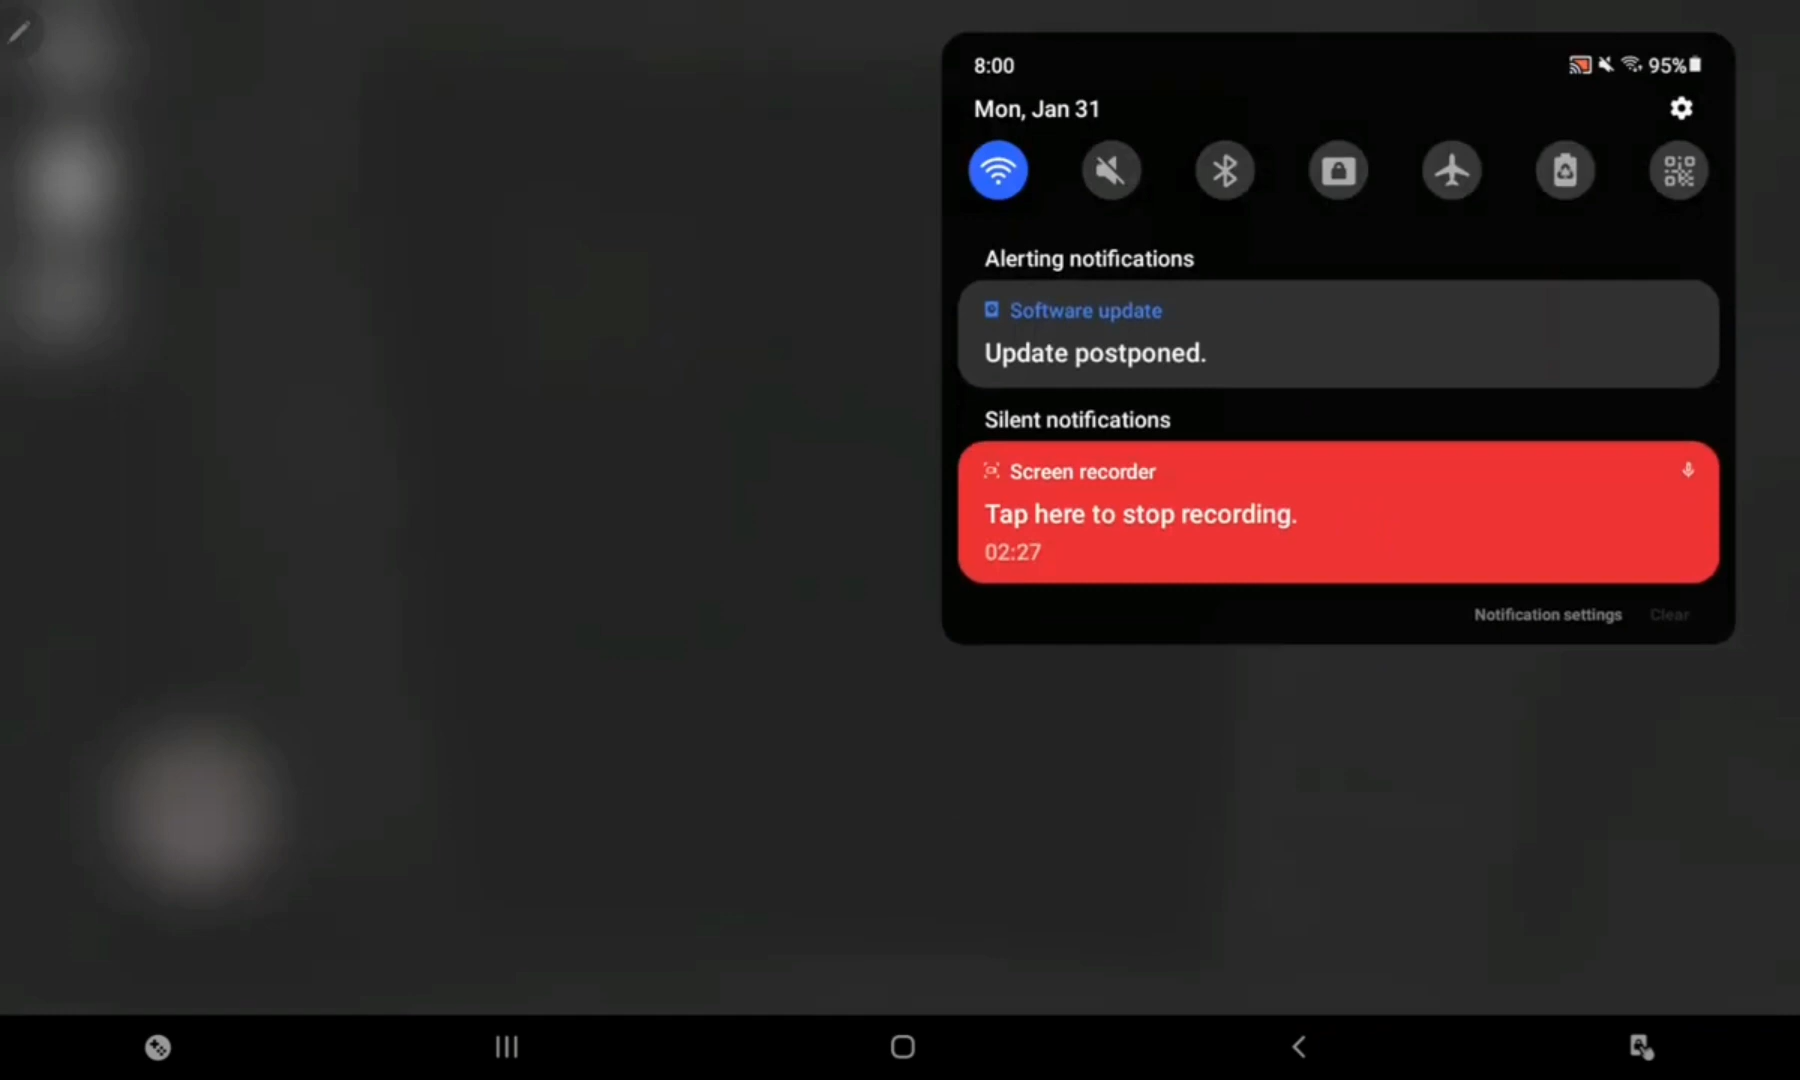 8:00
95%
Mon, Jan 31
Alerting notifications
Software update
Update postponed.
Silent notifications
Screen recorder
Tap here to stop recording.
02:27
Notification settings
Clear